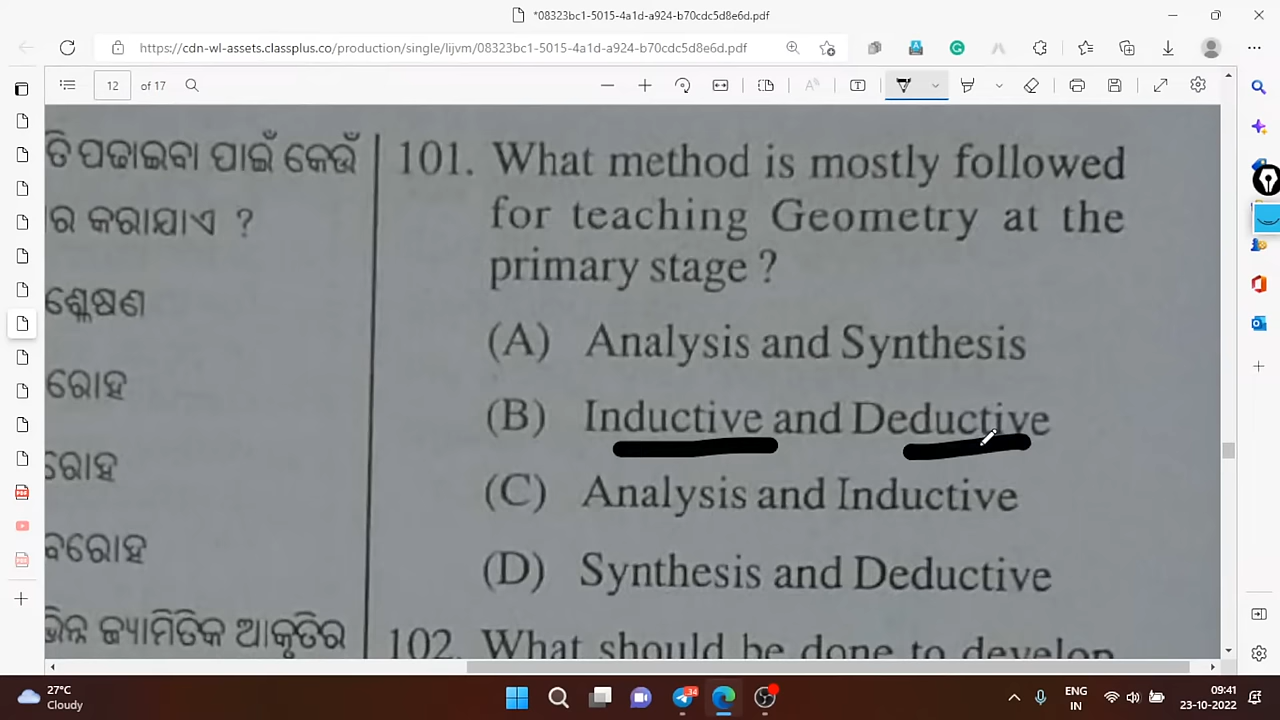 *08323bc1-5015-4a1d-a924-b70cdc5d8e6d.pdf
https://cdn-wl-assets.classplus.co/production/single/lijvm/08323bc1-5015-4a1d-a924-b70cdc5d8e6d.pdf
12 of 17
ତି ପଢାଇବା ପାଇଁ କେଉଁ
ର କରାଯାଏ ?
ଶ୍ଳେଷଣ
ରୋହ
ରୋହ
ବରୋହ
ଭିନ୍ନ ଜ୍ୟାମିତିକ ଆକୃତିର
101. What method is mostly followed
for teaching Geometry at the
primary stage ?
(A) Analysis and Synthesis
(B) Inductive and Deductive
(C) Analysis and Inductive
(D) Synthesis and Deductive
102. What should be done to develop
34
27°C
Cloudy
ENG
IN
09:41
23-10-2022